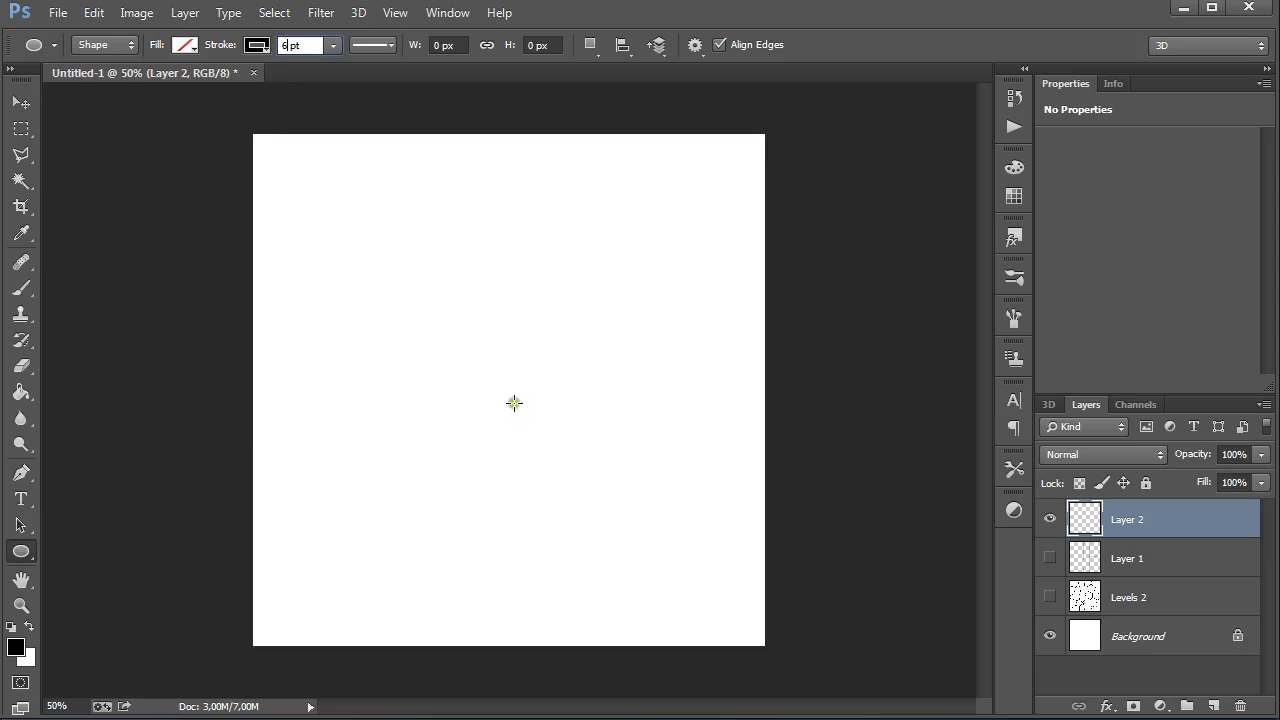 Ps File Edit Image Layer Type Select Filter 3D View Window Help
Shape Fill: Stroke: 6 pt W: 0 px H: 0 px Align Edges 3D
Untitled-1 @ 50% (Layer 2, RGB/8) *
Properties Info
No Properties
3D Layers Channels
Kind
Normal Opacity: 100%
Lock: Fill: 100%
Layer 2
Layer 1
Levels 2
Background
50% Doc: 3,00M/7,00M